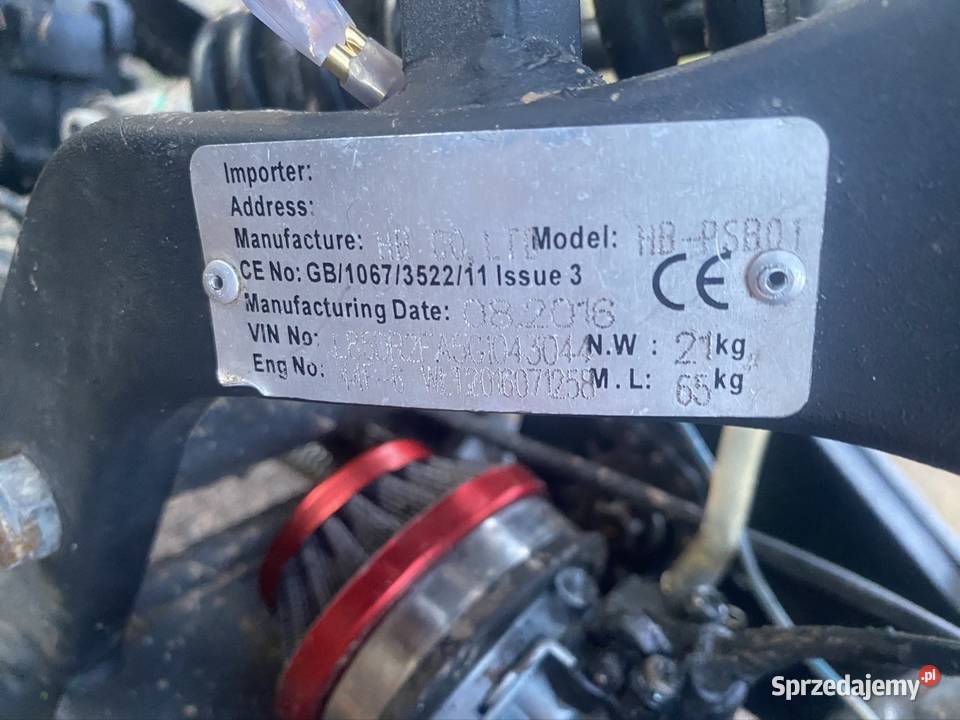 Importer:
Address:
Manufacture: HB CO.,LTD Model: HB-PSB01
CE No: GB/1067/3522/11 Issue 3 CE
Manufacturing Date: 08.2016
VIN No: N.W : 21kg
Eng No: M.L: 65kg
Sprzedajemy.pl